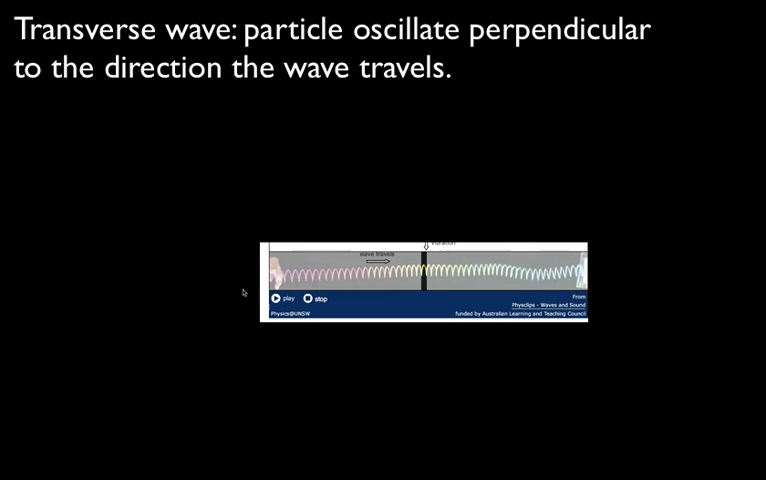 Transverse wave: particle oscillate perpendicular
to the direction the wave travels.
vibration
wave travels
play stop
From
Physclips - Waves and Sound
Physics@UNSW funded by Australian Learning and Teaching Council